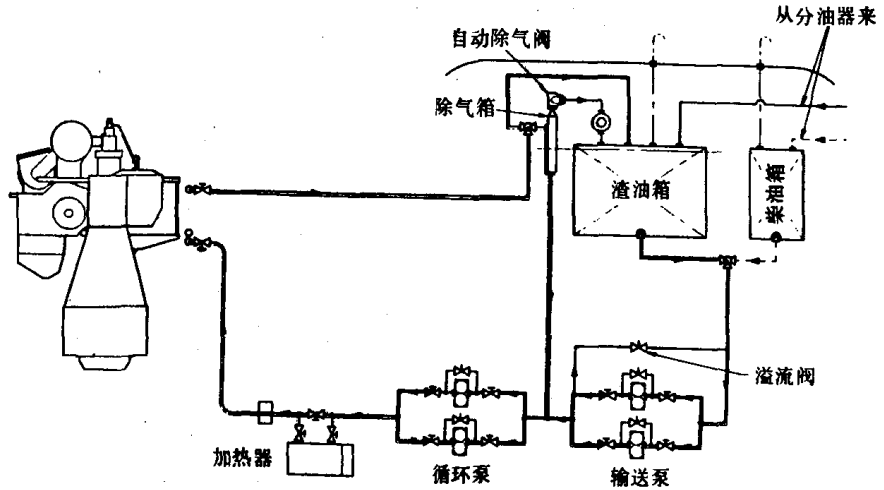 从分油器来
自动除气阀
除气箱
渣油箱
柴油箱
溢流阀
加热器
循环泵
输送泵